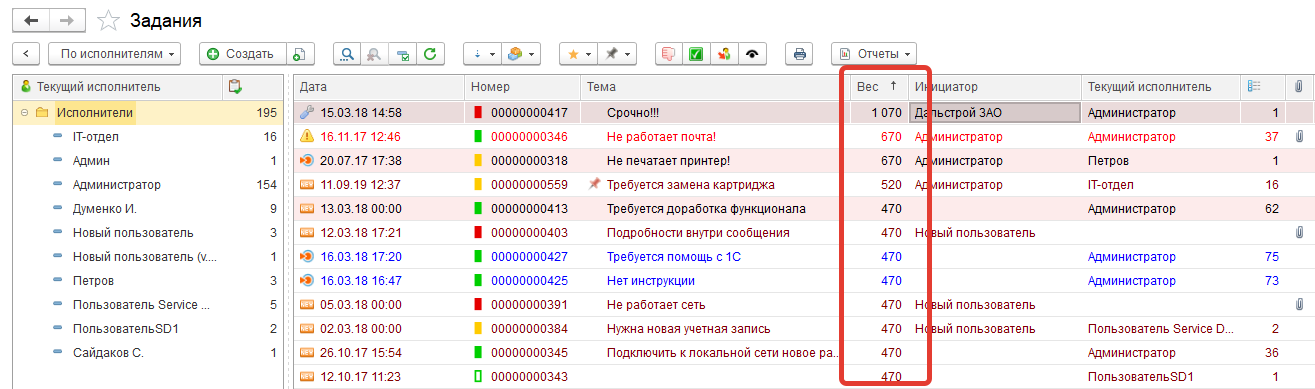 Задания
По исполнителям Создать Отчеты
Текущий исполнитель
Исполнители 195
IT-отдел 16
Админ 1
Администратор 154
Думенко И. 9
Новый пользователь 3
Новый пользователь (v.... 1
Петров 3
Пользователь Service ... 5
ПользовательSD1 2
Сайдаков С. 1
Дата Номер Тема Вес ↑ Инициатор Текущий исполнитель
15.03.18 14:58 00000000417 Срочно!!! 1 070 Дальстрой ЗАО Администратор 1
16.11.17 12:46 00000000346 Не работает почта! 670 Администратор Администратор 37
20.07.17 17:38 00000000318 Не печатает принтер! 670 Администратор Петров 1
NEW 11.09.19 12:37 00000000559 Требуется замена картриджа 520 Администратор IT-отдел 16
NEW 13.03.18 00:00 00000000413 Требуется доработка функционала 470 Администратор 62
NEW 12.03.18 17:21 00000000403 Подробности внутри сообщения 470 Новый пользователь
16.03.18 17:20 00000000427 Требуется помощь с 1С 470 Администратор 75
16.03.18 16:47 00000000425 Нет инструкции 470 Администратор 73
NEW 05.03.18 00:00 00000000391 Не работает сеть 470 Новый пользователь
NEW 02.03.18 00:00 00000000384 Нужна новая учетная запись 470 Новый пользователь Пользователь Service D... 2
NEW 26.10.17 15:54 00000000345 Подключить к локальной сети новое ра... 470 Администратор 36
NEW 12.10.17 11:23 00000000343 470 ПользовательSD1 1